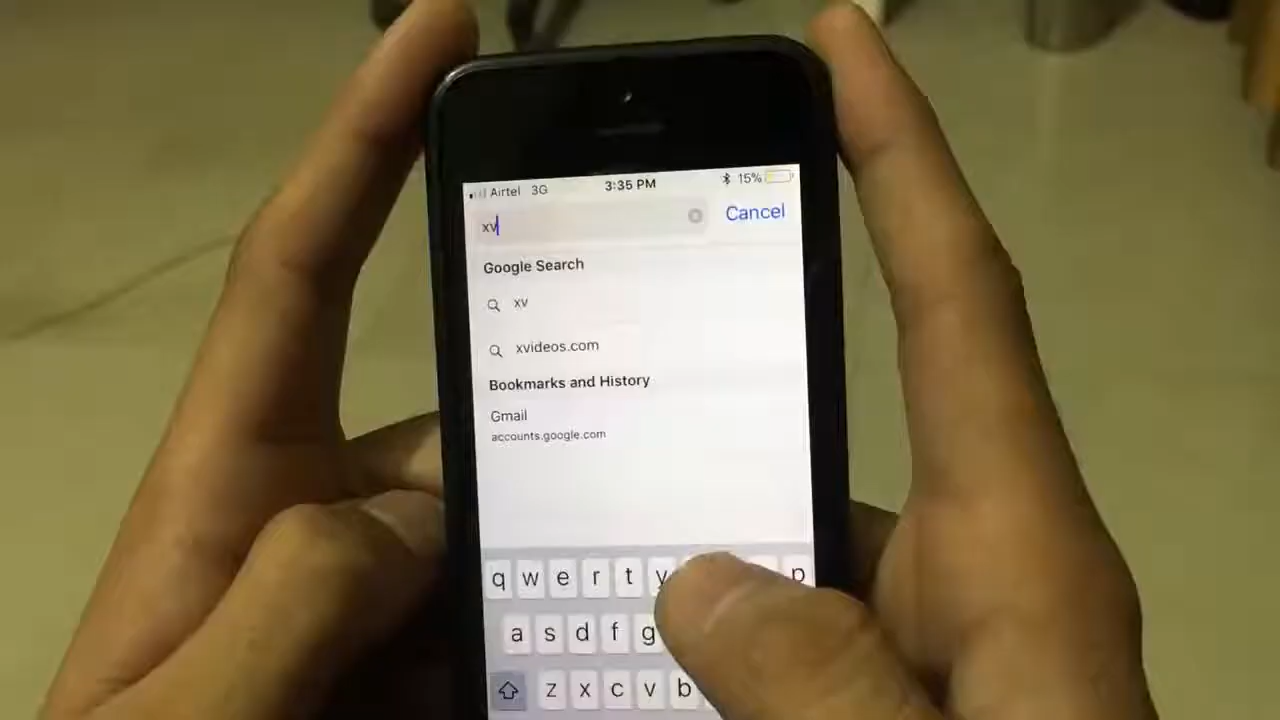 Airtel 3G 3:35 PM 15%
xv Cancel
Google Search
xv
xvideos.com
Bookmarks and History
Gmail
accounts.google.com
q w e r t y p
a s d f g
z x c v b